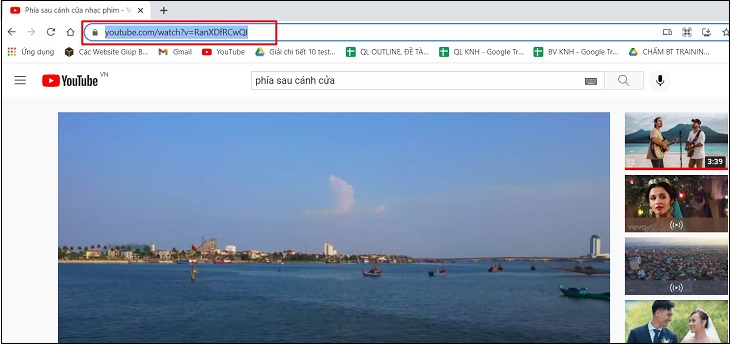 Phía sau cánh cửa nhạc phim - Yo
youtube.com/watch?v=RanXDfRCwQI
Ứng dụng
Các Website Giúp B...
Gmail
YouTube
Giải chi tiết 10 test...
QL OUTLINE, ĐỀ TÀ...
QL KNH - Google Tr...
BV KNH - Google Tr...
CHẤM BT TRAININ...
YouTube VN
phía sau cánh cửa
3:39
vevo